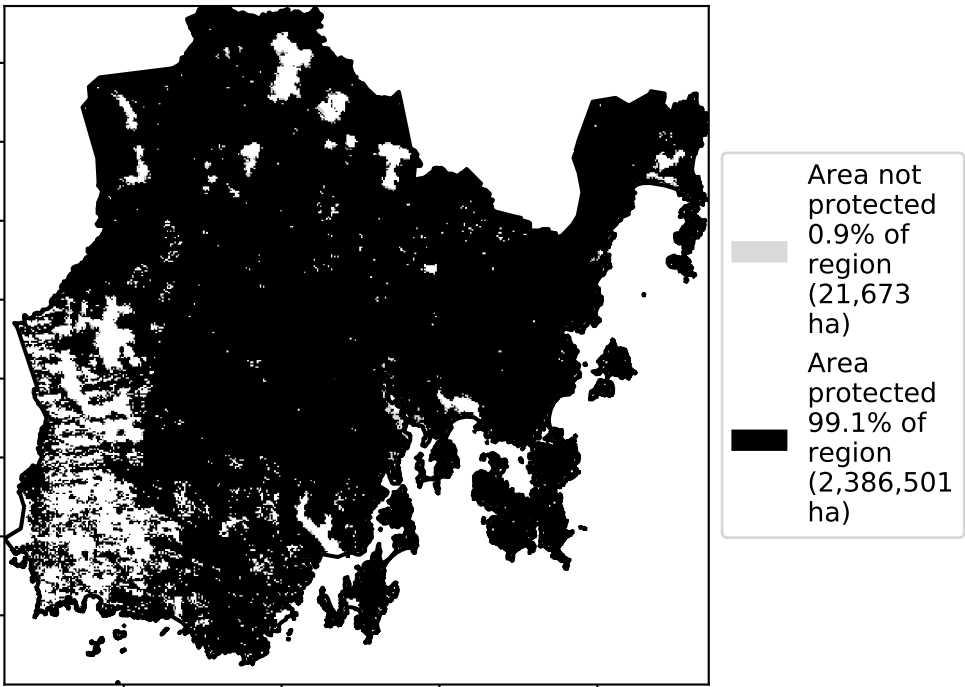 Area not
protected
0.9% of
region
(21,673
ha)
Area
protected
99.1% of
region
(2,386,501
ha)